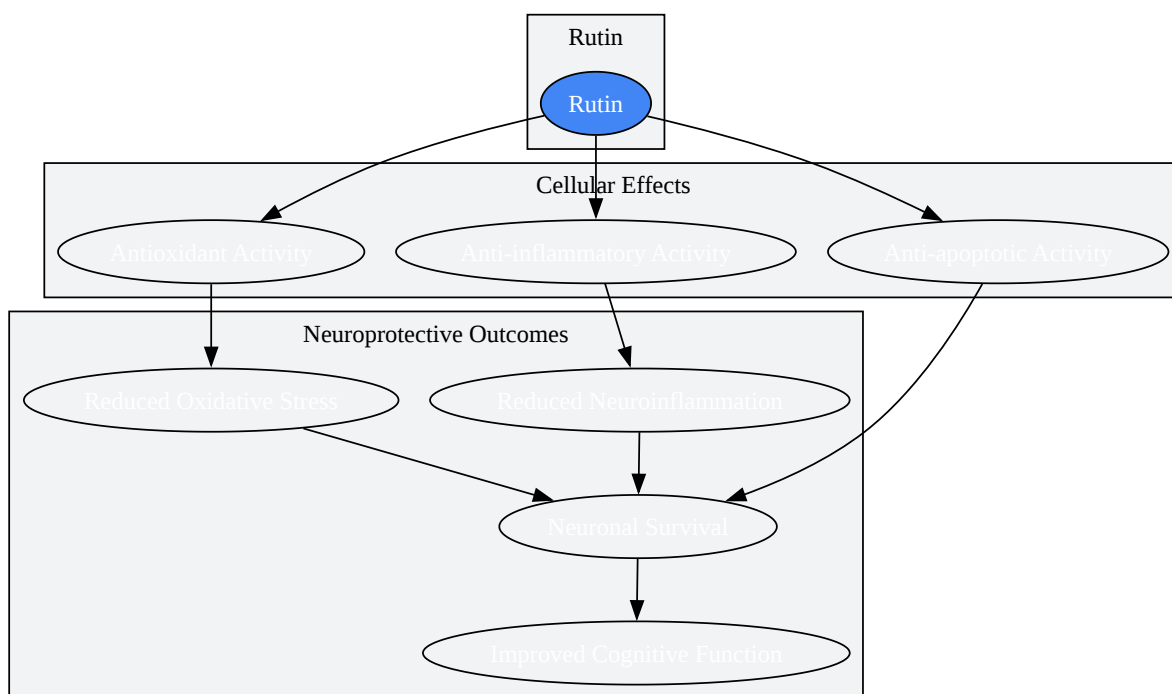 Rutin
Rutin
Cellular Effects
Antioxidant Activity
Anti-inflammatory Activity
Anti-apoptotic Activity
Neuroprotective Outcomes
Reduced Oxidative Stress
Reduced Neuroinflammation
Neuronal Survival
Improved Cognitive Function